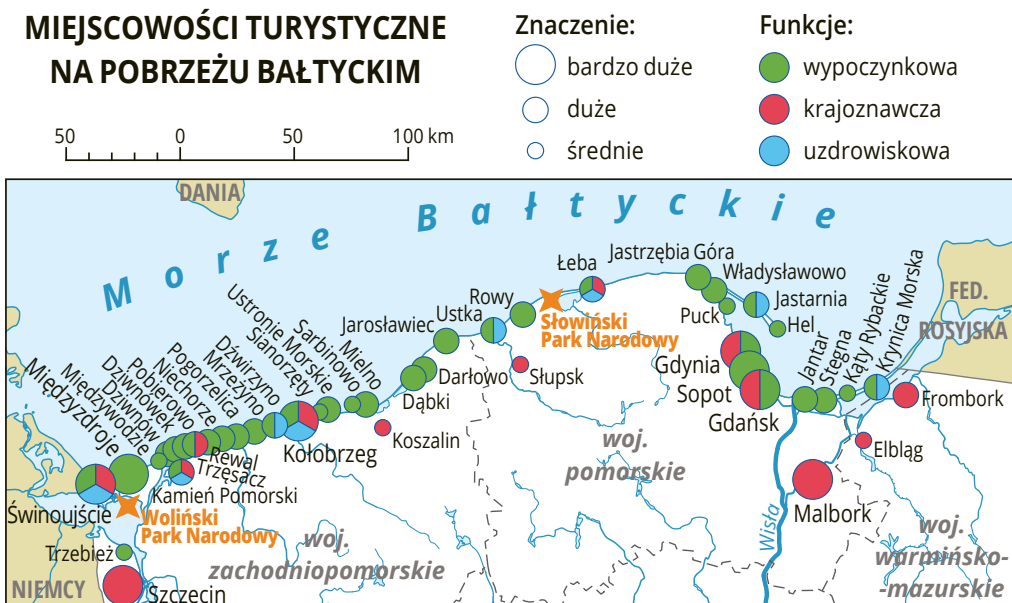 MIEJSCOWOŚCI TURYSTYCZNE
NA POBRZEŻU BAŁTYCKIM
50 0 50 100 km
Znaczenie:
bardzo duże
duże
średnie
Funkcje:
wypoczynkowa
krajoznawcza
uzdrowiskowa
DANIA
Morze Bałtyckie
Łeba
Jastrzębia Góra
Władysławowo
Jastarnia
Puck
Hel
Rowy
Ustka
Jarosławiec
Słowiński
Park Narodowy
Słupsk
Darłowo
Dąbki
Koszalin
Mielno
Sarbinowo
Ustronie Morskie
Sianorzęty
Kołobrzeg
Dźwirzyno
Mrzeżyno
Pogorzelica
Niechorze
Rewal
Trzęsacz
Pobierowo
Dziwnówek
Dziwnów
Międzywodzie
Międzyzdroje
Kamień Pomorski
Świnoujście
Woliński
Park Narodowy
Trzebież
Szczecin
NIEMCY
woj.
zachodniopomorskie
woj.
pomorskie
Gdynia
Sopot
Gdańsk
Jantar
Stegna
Kąty Rybackie
Krynica Morska
FED.
ROSYJSKA
Frombork
Elbląg
Malbork
Wisła
woj.
warmińsko-
-mazurskie